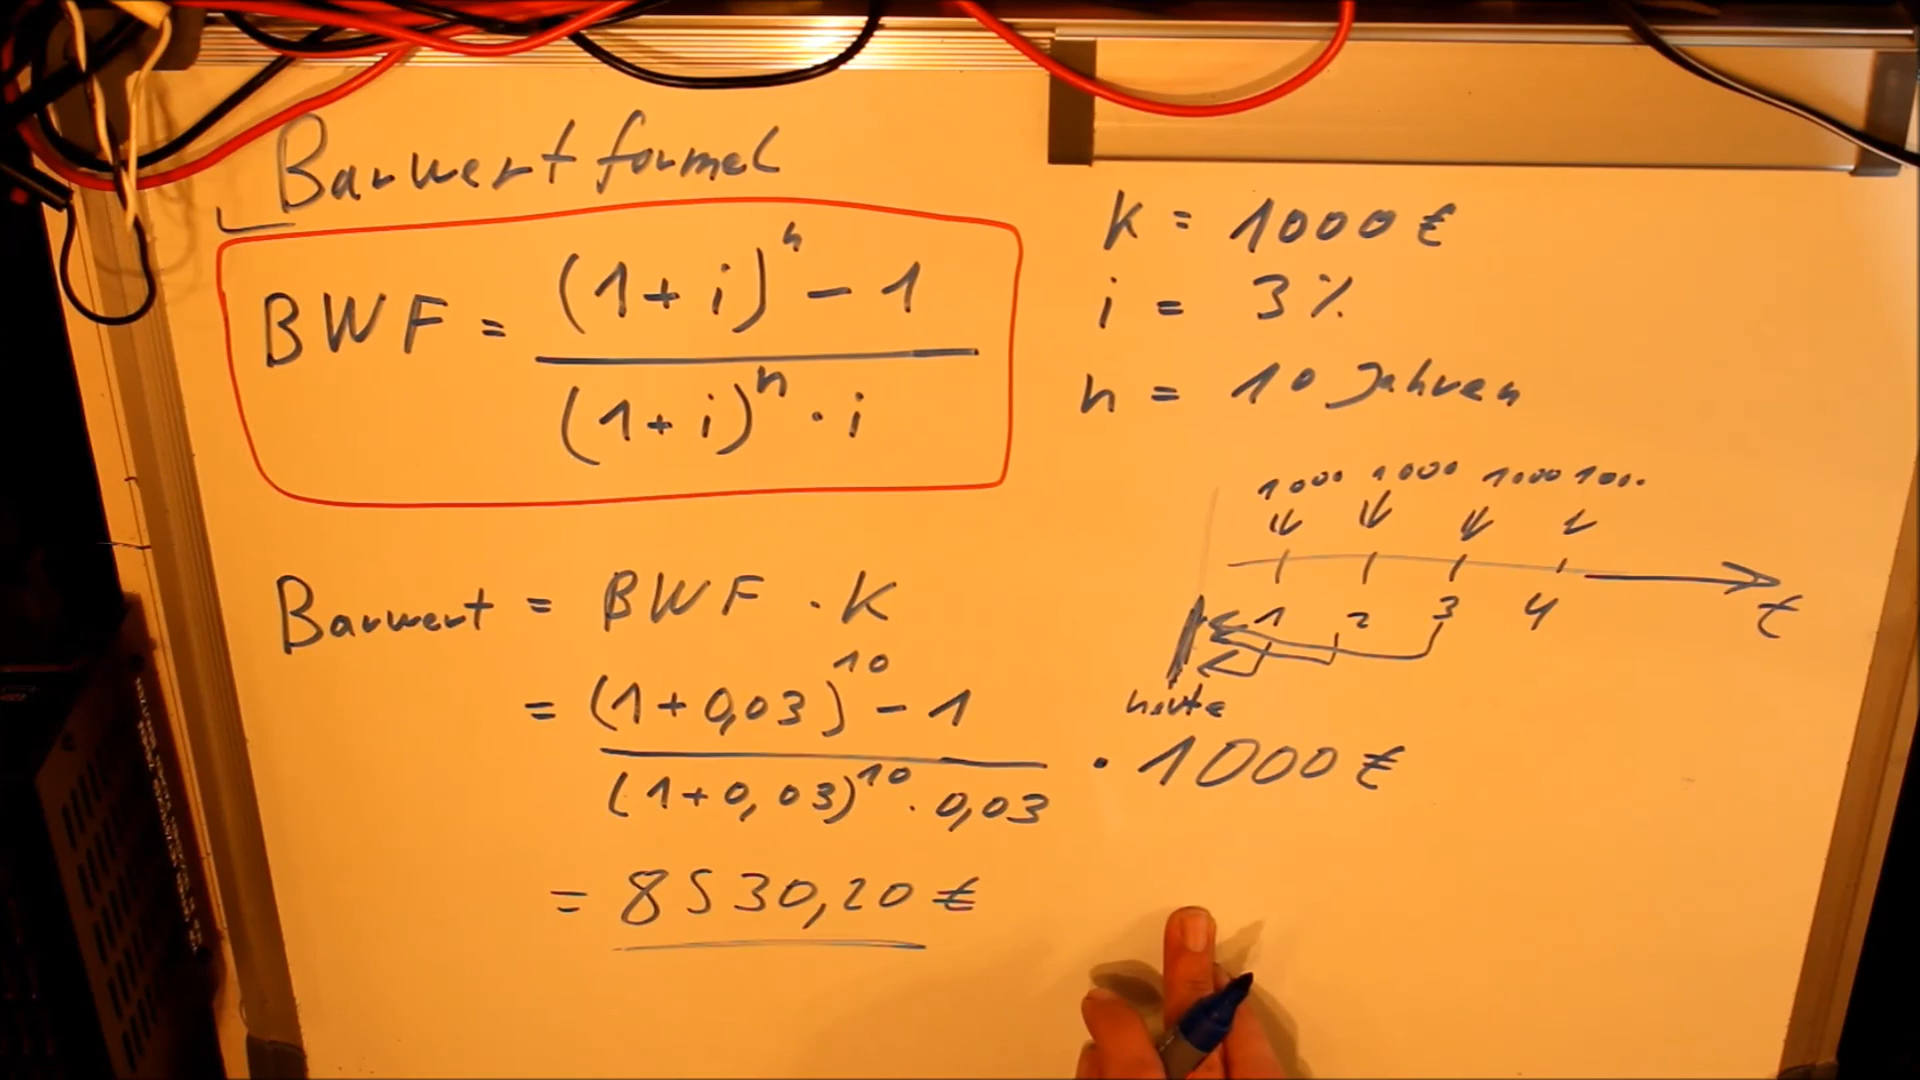 Barwertformel
BWF = (1+i)^n - 1
(1+i)^n · i
K = 1000 €
i = 3 %
n = 10 Jahren
1000 1000 1000 1000
1 2 3 4 t
heute
Barwert = BWF · K
= (1+0,03)^10 - 1
(1+0,03)^10 · 0,03 · 1000 €
= 8530,20 €